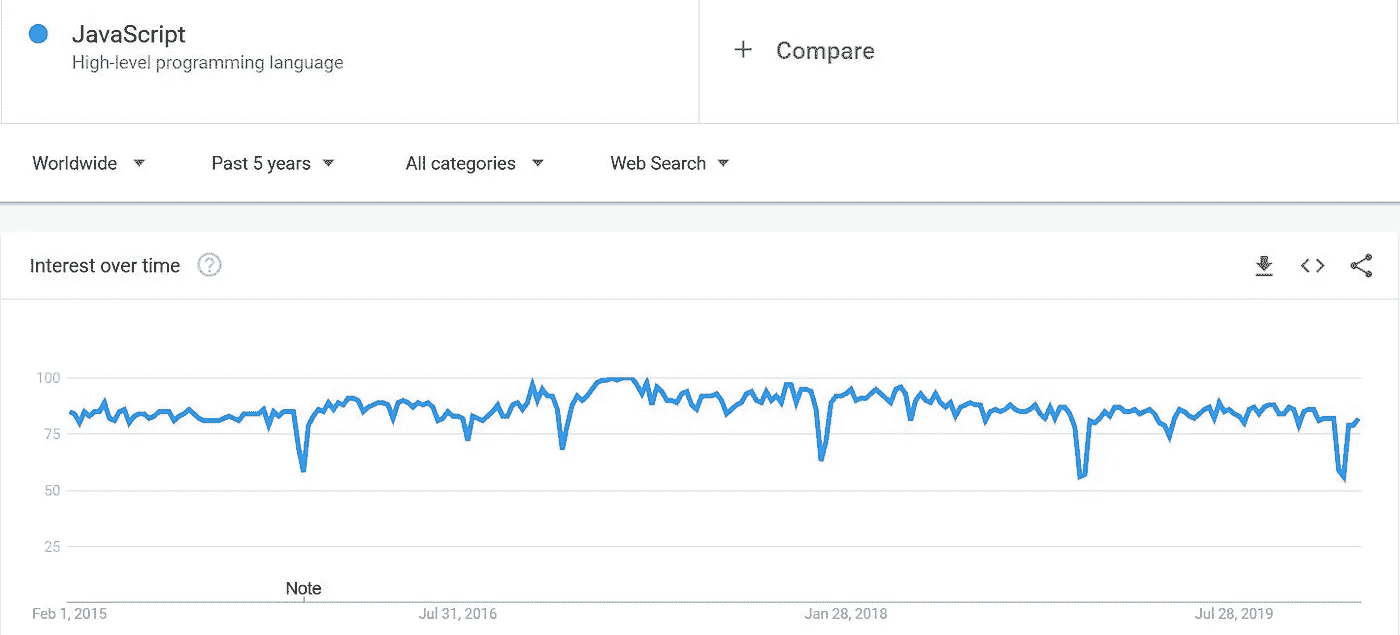 JavaScript
High-level programming language
+ Compare
Worldwide
Past 5 years
All categories
Web Search
Interest over time ?
100
75
50
25
Note
Feb 1, 2015
Jul 31, 2016
Jan 28, 2018
Jul 28, 2019